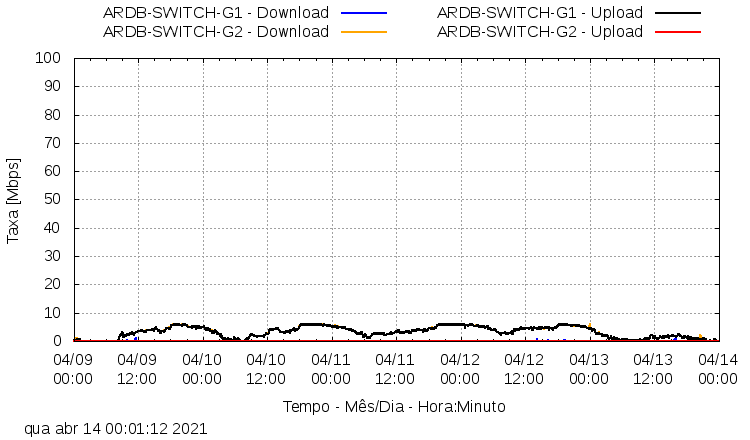 ARDB-SWITCH-G1 - Download ARDB-SWITCH-G1 - Upload
ARDB-SWITCH-G2 - Download ARDB-SWITCH-G2 - Upload
100
90
80
70
60
50
40
30
20
10
0
Taxa [Mbps]
04/09 04/09 04/10 04/10 04/11 04/11 04/12 04/12 04/13 04/13 04/14
00:00 12:00 00:00 12:00 00:00 12:00 00:00 12:00 00:00 12:00 00:00
Tempo - Mês/Dia - Hora:Minuto
qua abr 14 00:01:12 2021